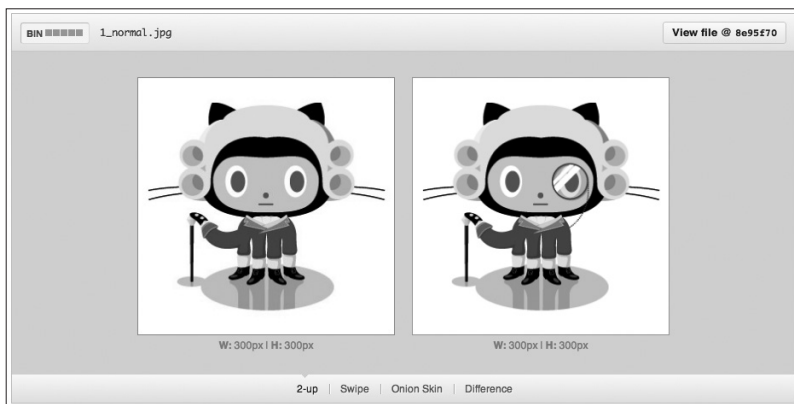 BIN 1_normal.jpg View file @ 8e95f70
W: 300px | H: 300px W: 300px | H: 300px
2-up | Swipe | Onion Skin | Difference